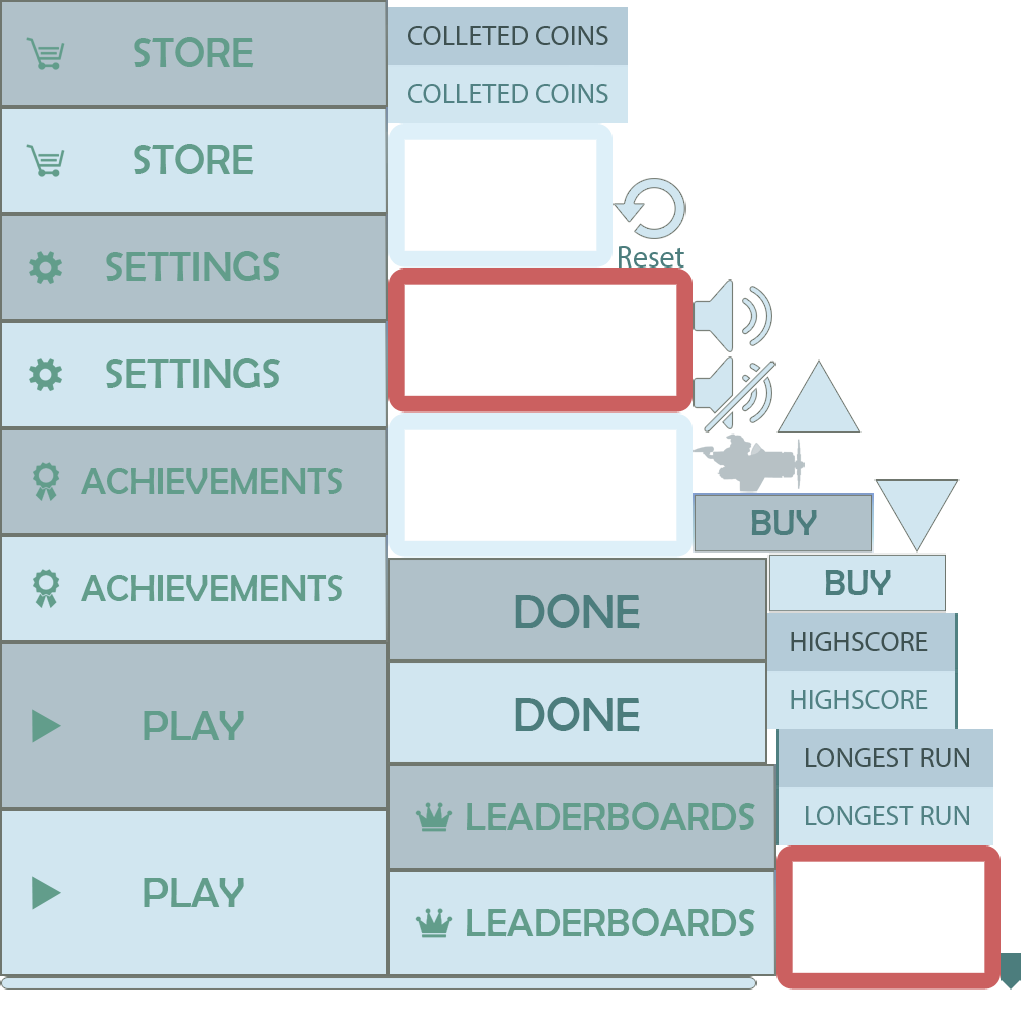 STORE
STORE
SETTINGS
SETTINGS
ACHIEVEMENTS
ACHIEVEMENTS
PLAY
PLAY
COLLETED COINS
COLLETED COINS
Reset
BUY
BUY
DONE
DONE
HIGHSCORE
HIGHSCORE
LONGEST RUN
LONGEST RUN
LEADERBOARDS
LEADERBOARDS